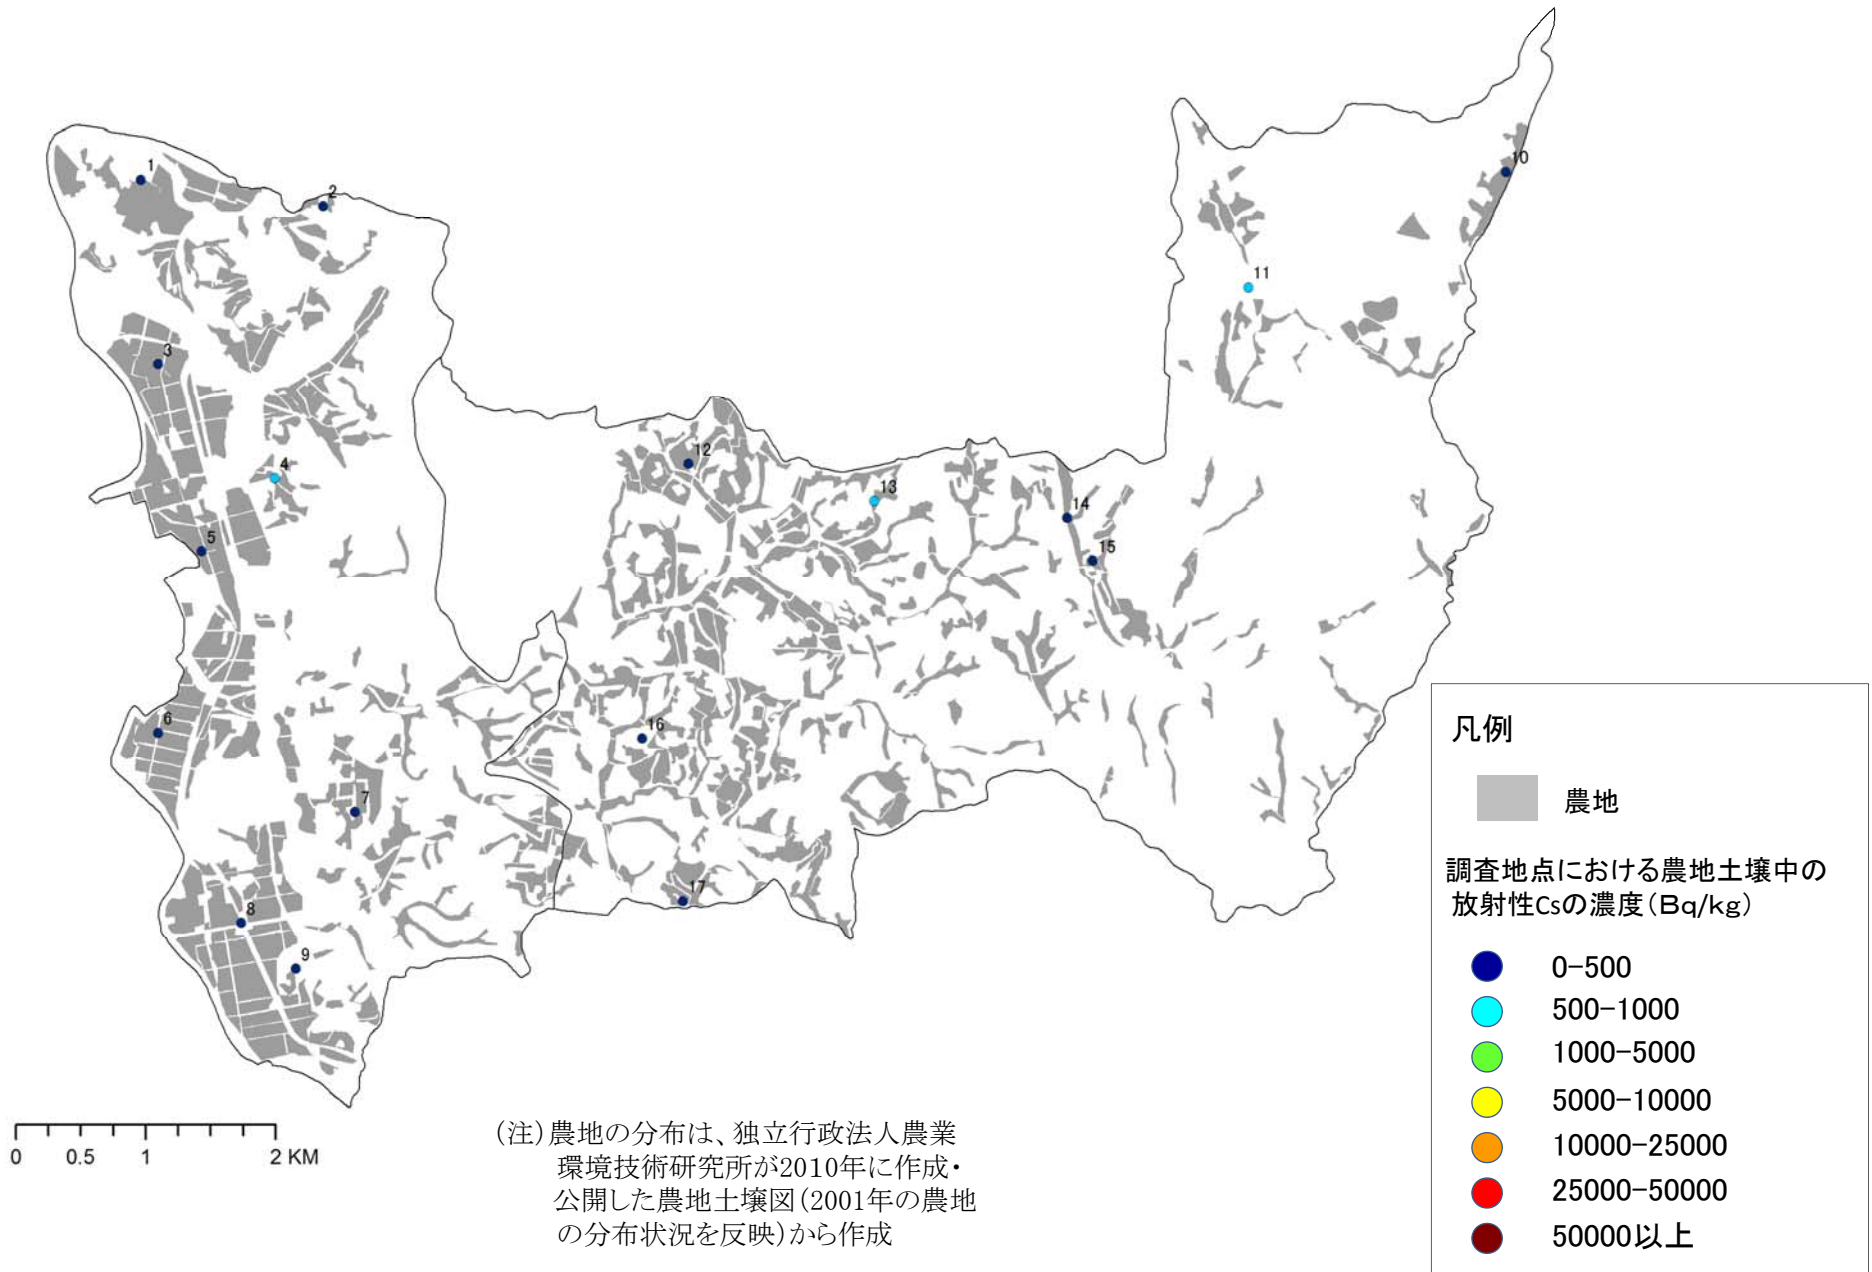 1
2
3
4
5
6
7
8
9
10
11
12
13
14
15
16
17
0 0.5 1 2 KM
(注)農地の分布は、独立行政法人農業
環境技術研究所が2010年に作成・
公開した農地土壌図(2001年の農地
の分布状況を反映)から作成
凡例
農地
調査地点における農地土壌中の
放射性Csの濃度(Bq/kg)
0-500
500-1000
1000-5000
5000-10000
10000-25000
25000-50000
50000以上